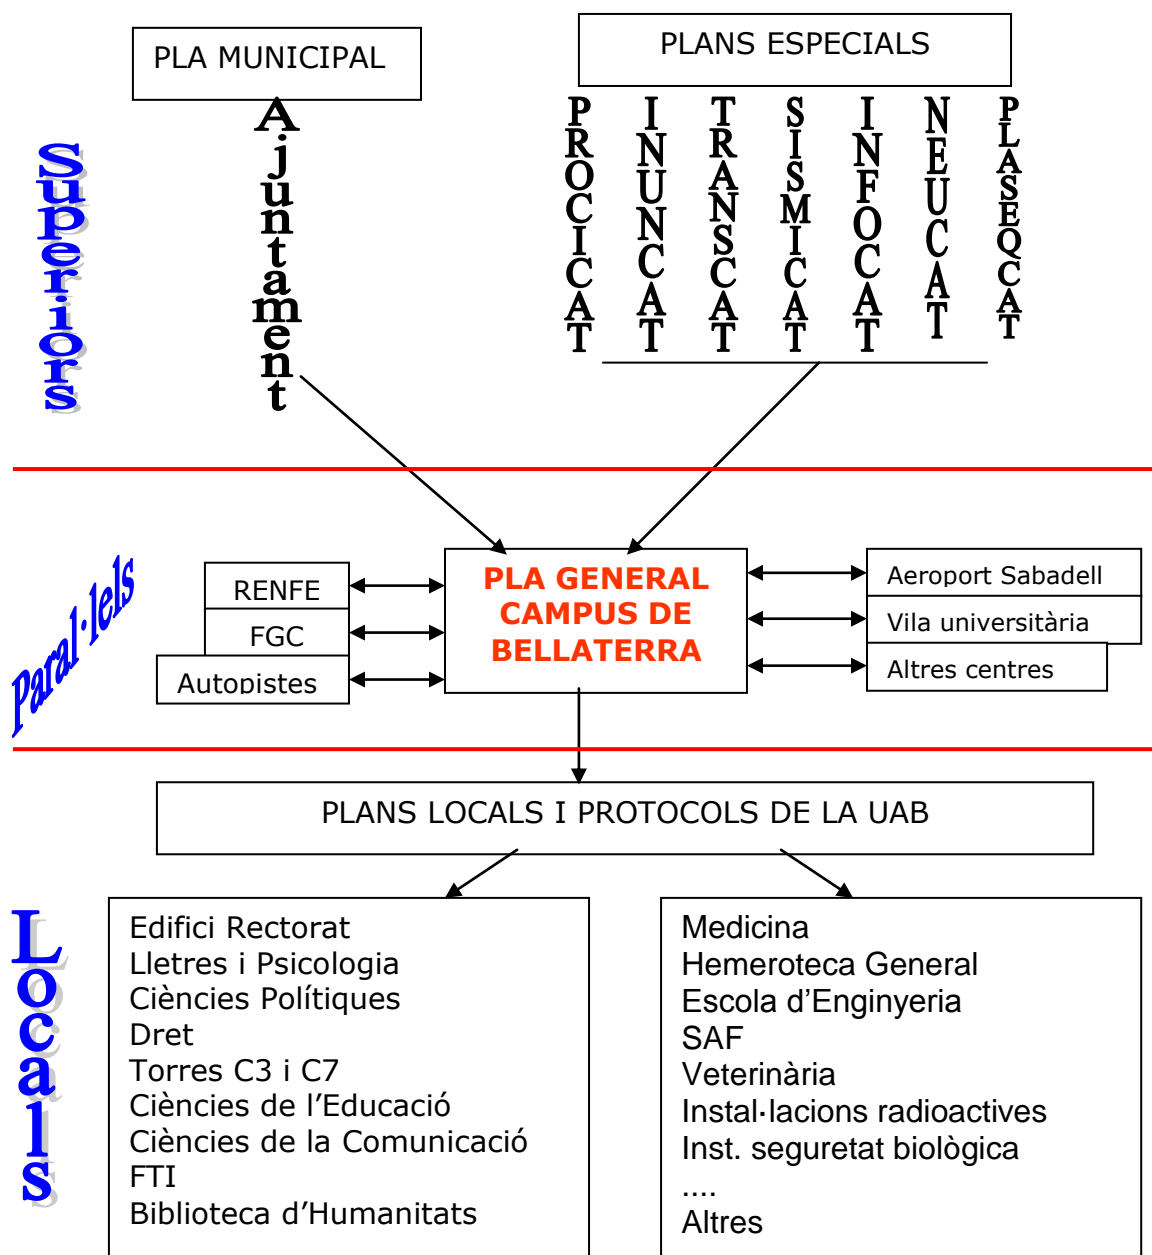 PLA MUNICIPAL
PLANS ESPECIALS
Superiors
Ajuntament
PROCICAT
INUNCAT
TRANSCAT
SISMICAT
INFOCAT
NEUCAT
PLASEQCAT
Paral·lels
RENFE
FGC
Autopistes
PLA GENERAL
CAMPUS DE
BELLATERRA
Aeroport Sabadell
Vila universitària
Altres centres
PLANS LOCALS I PROTOCOLS DE LA UAB
Locals
Edifici Rectorat
Lletres i Psicologia
Ciències Polítiques
Dret
Torres C3 i C7
Ciències de l’Educació
Ciències de la Comunicació
FTI
Biblioteca d’Humanitats
Medicina
Hemeroteca General
Escola d’Enginyeria
SAF
Veterinària
Instal·lacions radioactives
Inst. seguretat biològica
....
Altres